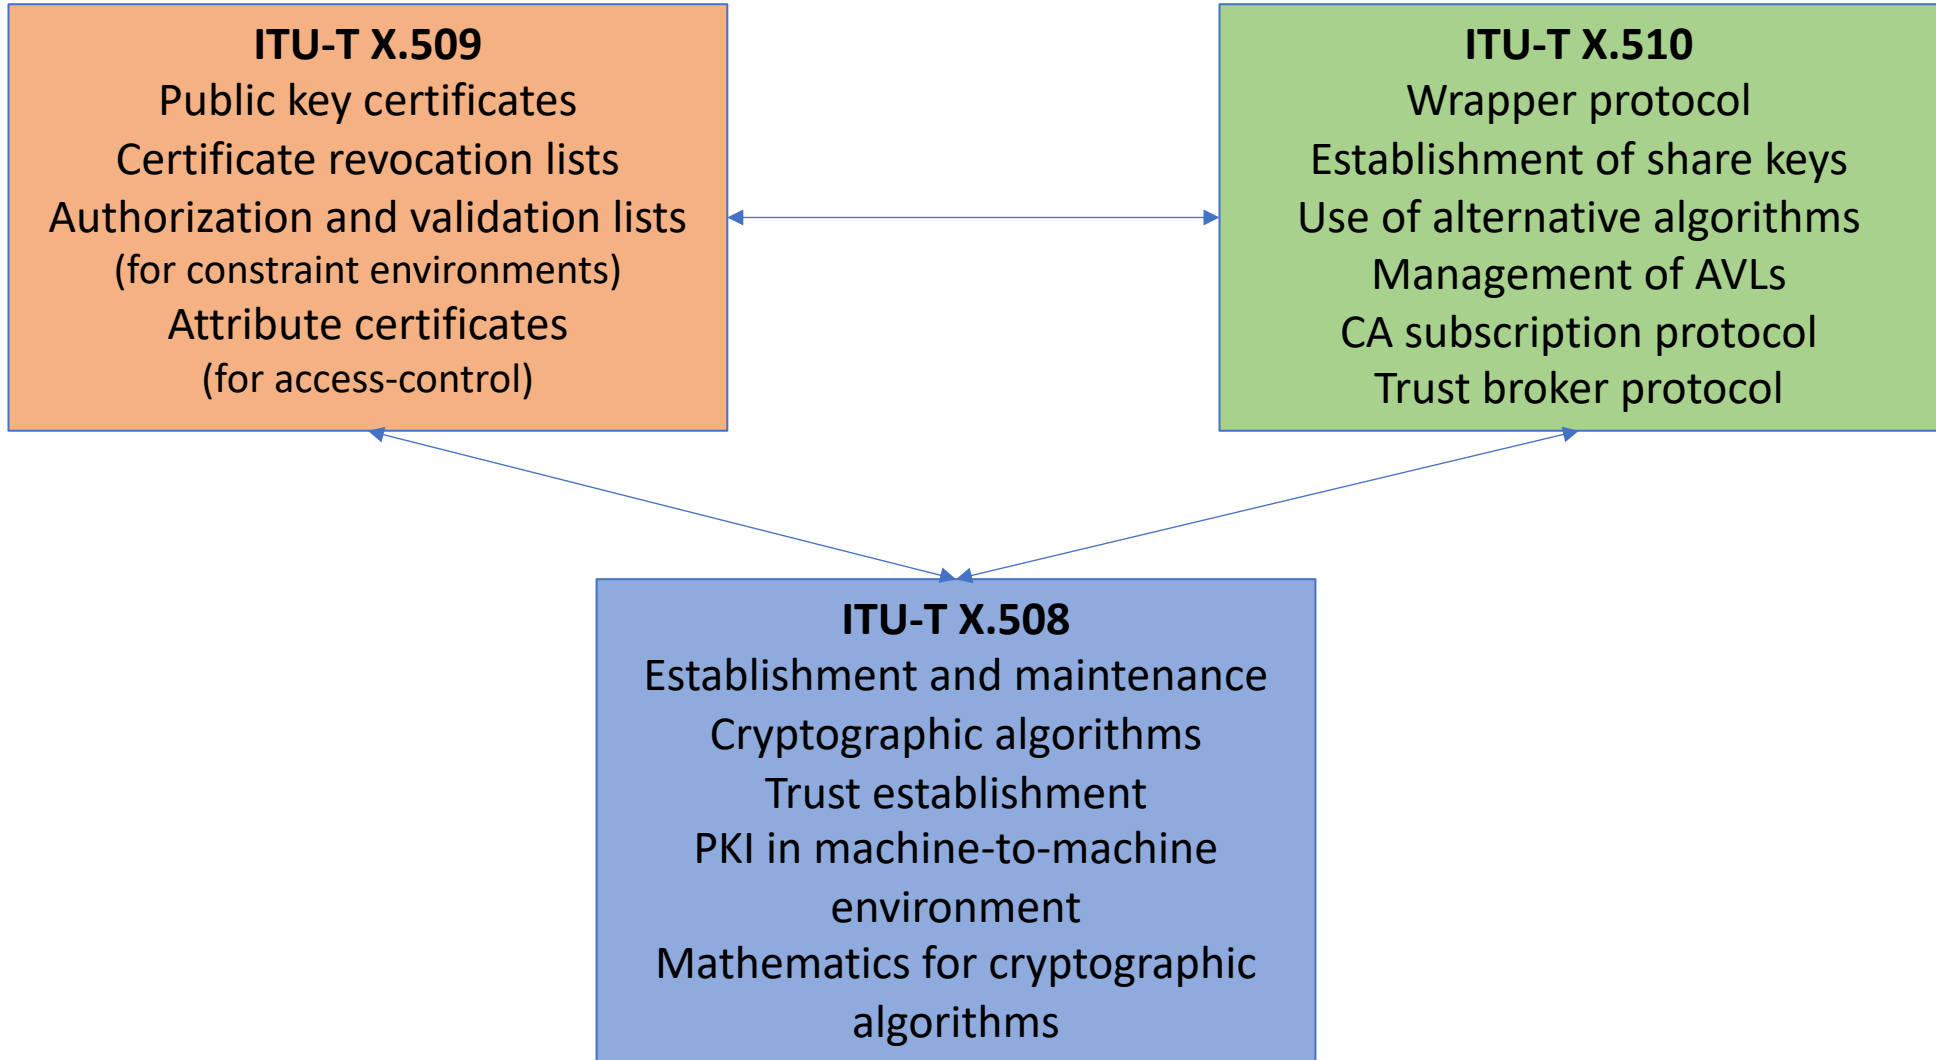 ITU-T X.509
Public key certificates
Certificate revocation lists
Authorization and validation lists
(for constraint environments)
Attribute certificates
(for access-control)
ITU-T X.510
Wrapper protocol
Establishment of share keys
Use of alternative algorithms
Management of AVLs
CA subscription protocol
Trust broker protocol
ITU-T X.508
Establishment and maintenance
Cryptographic algorithms
Trust establishment
PKI in machine-to-machine
environment
Mathematics for cryptographic
algorithms